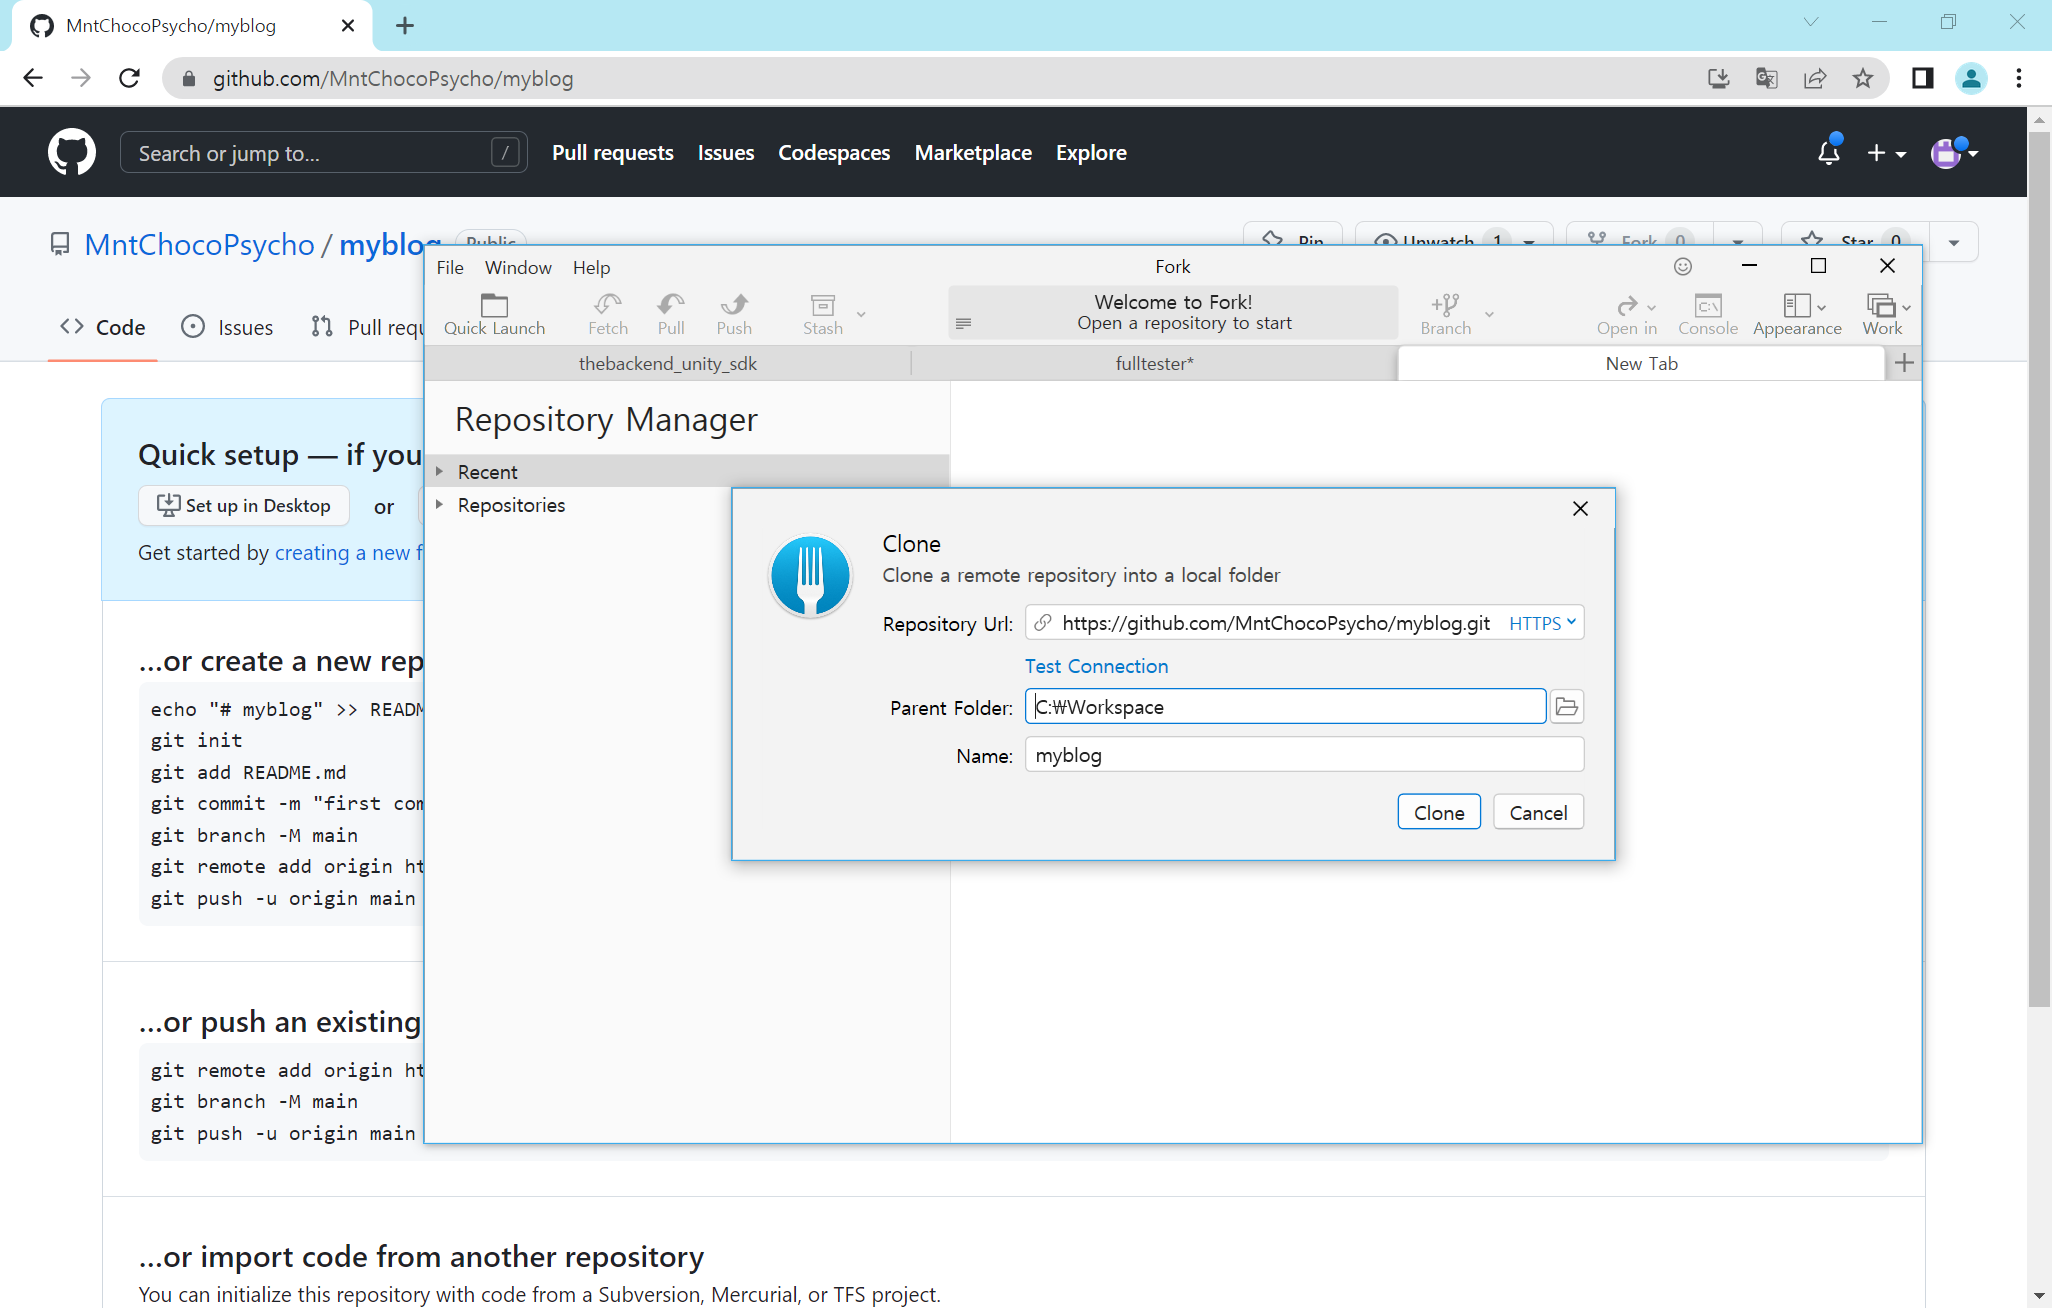 MntChocoPsycho/myblog
github.com/MntChocoPsycho/myblog
Search or jump to...
/
Pull requests
Issues
Codespaces
Marketplace
Explore
MntChocoPsycho / myblog
Public
Pin
Unwatch 1
Fork 0
Star 0
Code
Issues
Pull requ
File
Window
Help
Fork
Quick Launch
Fetch
Pull
Push
Stash
Welcome to Fork!
Open a repository to start
Branch
Open in
Console
Appearance
Work
thebackend_unity_sdk
fulltester*
New Tab
Repository Manager
Recent
Repositories
Quick setup — if you
Set up in Desktop
or
Get started by creating a new f
Clone
Clone a remote repository into a local folder
Repository Url:
https://github.com/MntChocoPsycho/myblog.git
HTTPS
Test Connection
Parent Folder:
C:₩Workspace
Name:
myblog
Clone
Cancel
...or create a new rep
echo "# myblog" >> READM
git init
git add README.md
git commit -m "first com
git branch -M main
git remote add origin ht
git push -u origin main
...or push an existing
git remote add origin ht
git branch -M main
git push -u origin main
...or import code from another repository
You can initialize this repository with code from a Subversion, Mercurial, or TFS project.